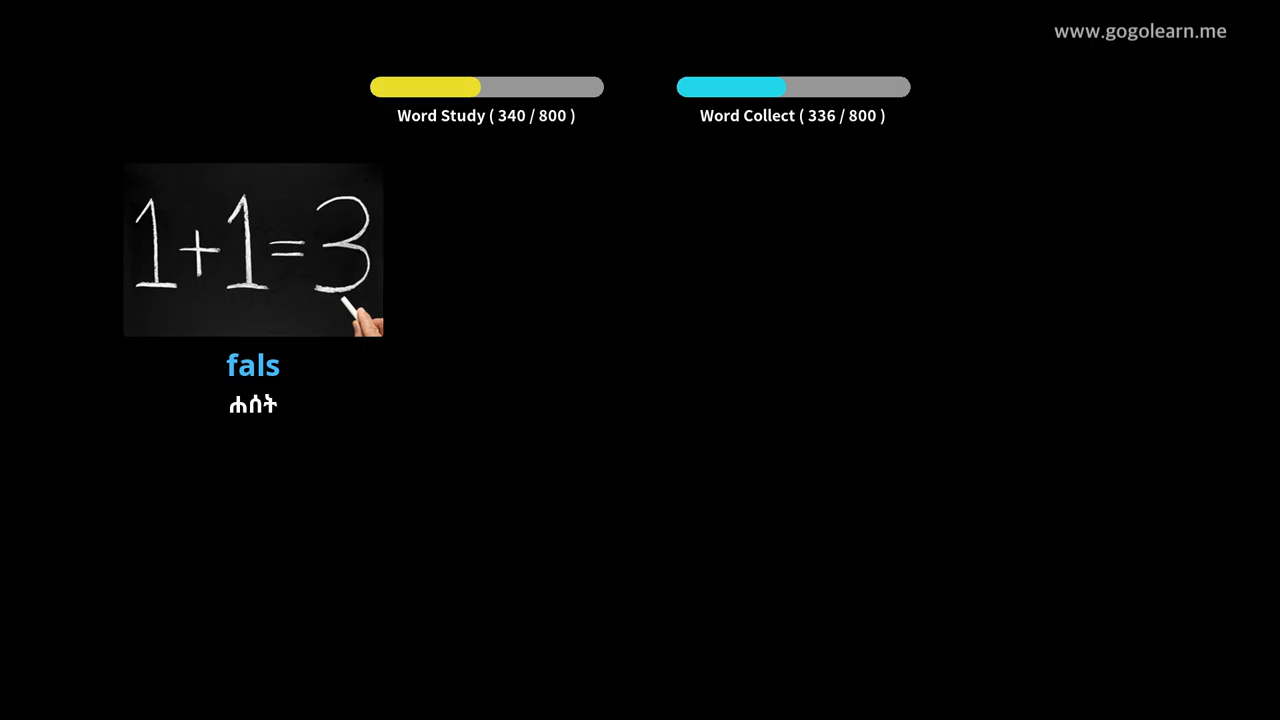 www.gogolearn.me
Word Study ( 340 / 800 )
Word Collect ( 336 / 800 )
1+1=3
fals
ሐሰት